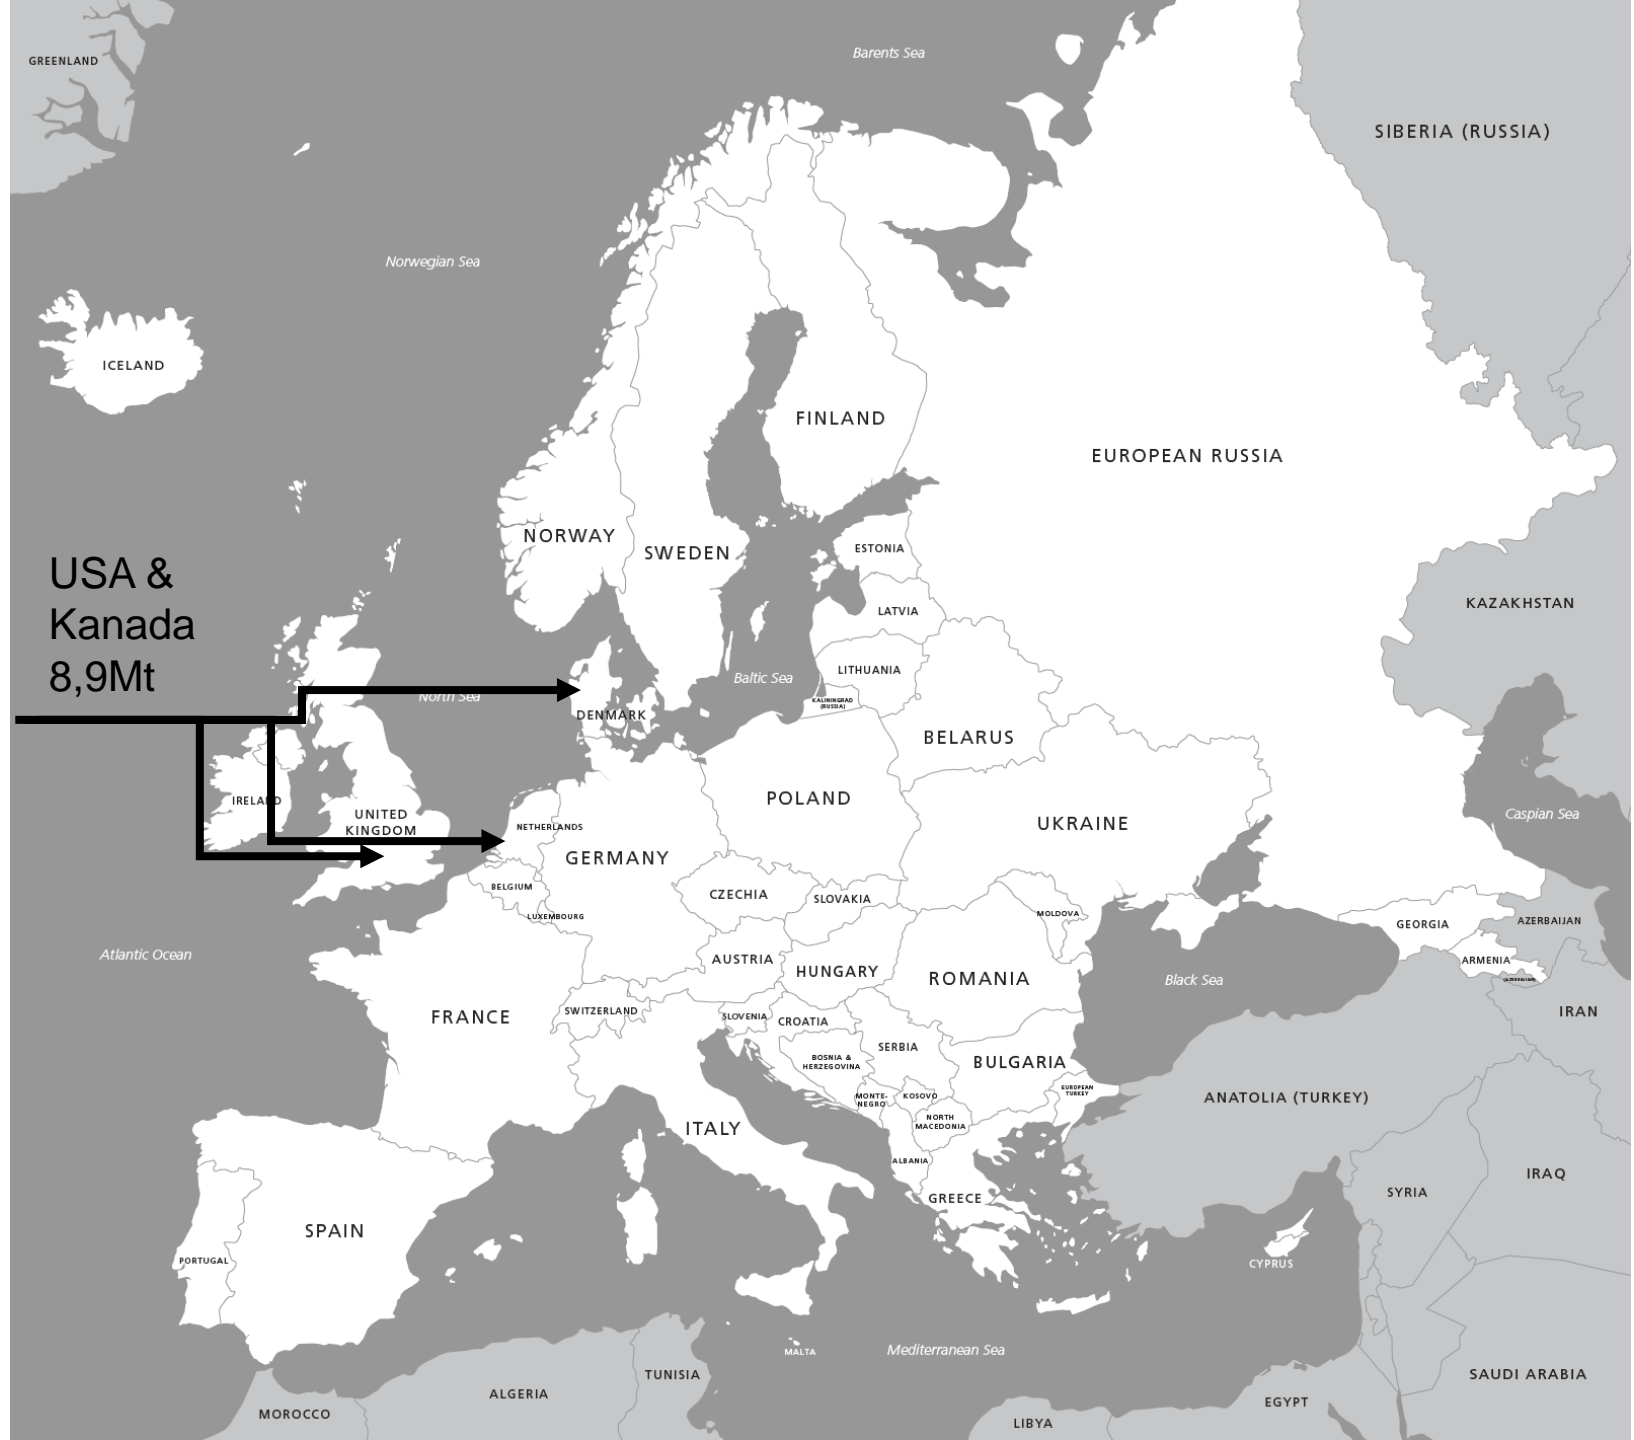 GREENLAND
Barents Sea
SIBERIA (RUSSIA)
Norwegian Sea
ICELAND
FINLAND
EUROPEAN RUSSIA
NORWAY
SWEDEN
ESTONIA
USA &
Kanada
8,9Mt
KAZAKHSTAN
LATVIA
LITHUANIA
Baltic Sea
North Sea
KALININGRAD
(RUSSIA)
DENMARK
BELARUS
POLAND
IRELAND
UNITED
KINGDOM
NETHERLANDS
UKRAINE
Caspian Sea
GERMANY
BELGIUM
CZECHIA
SLOVAKIA
LUXEMBOURG
MOLDOVA
GEORGIA
AZERBAIJAN
Atlantic Ocean
AUSTRIA
HUNGARY
ROMANIA
Black Sea
ARMENIA
FRANCE
SWITZERLAND
SLOVENIA
CROATIA
IRAN
SERBIA
BOSNIA &
HERZEGOVINA
BULGARIA
EUROPEAN
TURKEY
MONTE-
NEGRO
KOSOVO
ANATOLIA (TURKEY)
NORTH
MACEDONIA
ITALY
ALBANIA
IRAQ
SYRIA
GREECE
SPAIN
PORTUGAL
CYPRUS
MALTA
Mediterranean Sea
TUNISIA
SAUDI ARABIA
ALGERIA
EGYPT
MOROCCO
LIBYA